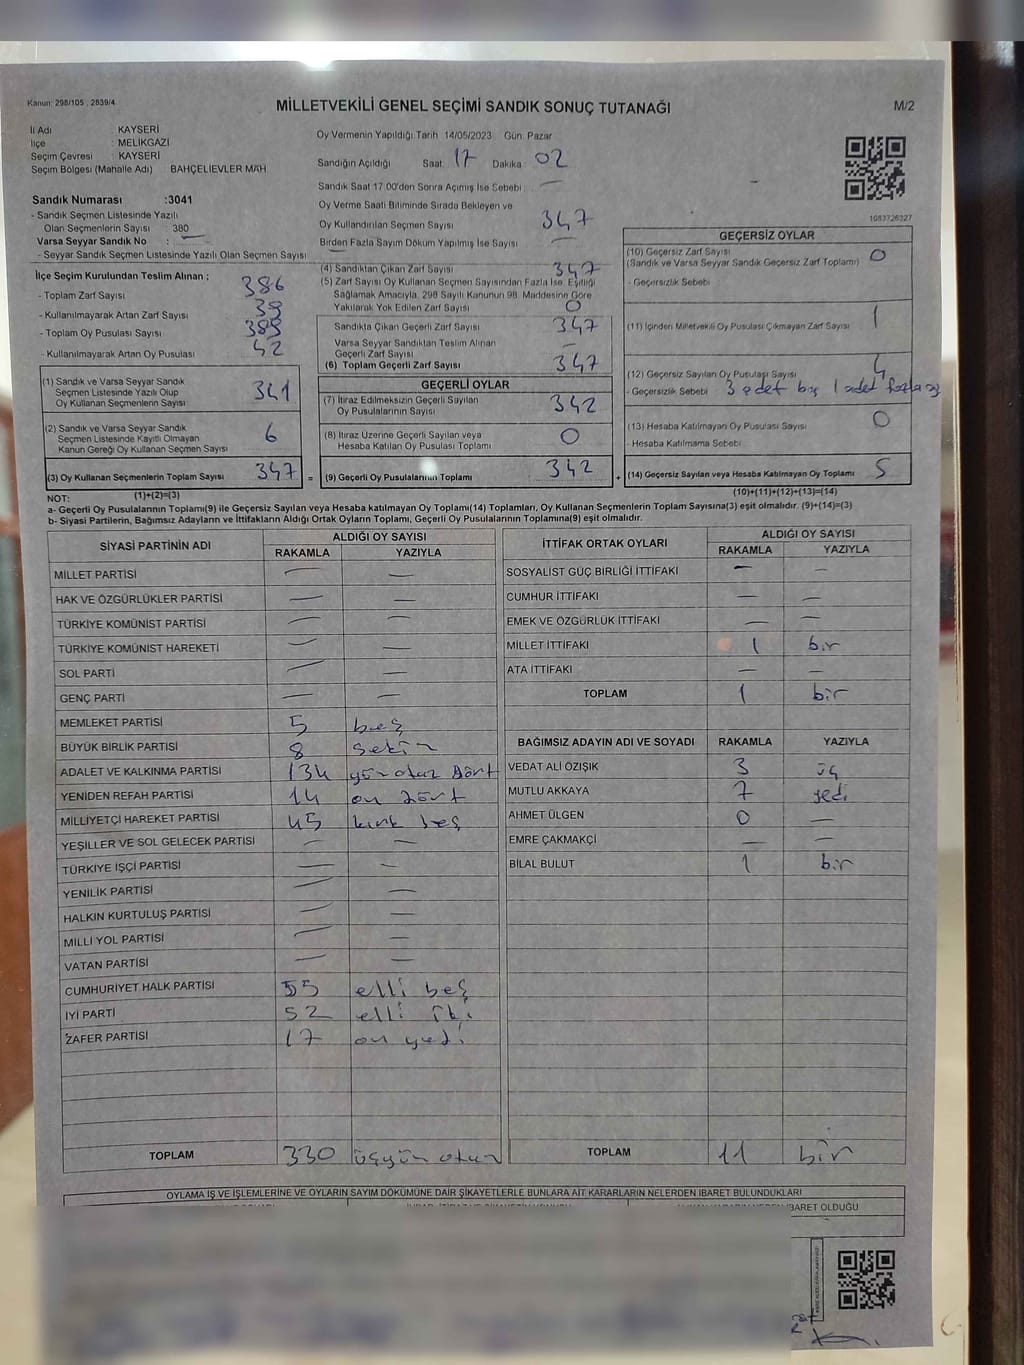 Kanun: 298/105 , 2839/4
MİLLETVEKİLİ GENEL SEÇİMİ SANDIK SONUÇ TUTANAĞI
M/2
İl Adı : KAYSERİ
İlçe : MELİKGAZİ
Seçim Çevresi : KAYSERİ
Seçim Bölgesi (Mahalle Adı) BAHÇELİEVLER MAH
Sandık Numarası :3041
- Sandık Seçmen Listesinde Yazılı
Olan Seçmenlerin Sayısı 380
Varsa Seyyar Sandık No : —
- Seyyar Sandık Seçmen Listesinde Yazılı Olan Seçmen Sayısı
Oy Vermenin Yapıldığı Tarih 14/05/2023 Gün: Pazar
Sandığın Açıldığı Saat 17 Dakika 02
Sandık Saat 17.00'den Sonra Açılmış İse Sebebi —
Oy Verme Saati Bitiminde Sırada Bekleyen ve
Oy Kullandırılan Seçmen Sayısı 347
Birden Fazla Sayım Döküm Yapılmış İse Sayısı —
1083726327
İlçe Seçim Kurulundan Teslim Alınan ;
- Toplam Zarf Sayısı 386
- Kullanılmayarak Artan Zarf Sayısı 39
- Toplam Oy Pusulası Sayısı 389
- Kullanılmayarak Artan Oy Pusulası 42
(1) Sandık ve Varsa Seyyar Sandık
Seçmen Listesinde Yazılı Olup
Oy Kullanan Seçmenlerin Sayısı 341
(2) Sandık ve Varsa Seyyar Sandık
Seçmen Listesinde Kayıtlı Olmayan
Kanun Gereği Oy Kullanan Seçmen Sayısı 6
(3) Oy Kullanan Seçmenlerin Toplam Sayısı 347 =
(4) Sandıktan Çıkan Zarf Sayısı 347
(5) Zarf Sayısı Oy Kullanan Seçmen Sayısından Fazla İse, Eşitliği
Sağlamak Amacıyla, 298 Sayılı Kanunun 98. Maddesine Göre
Yakılarak Yok Edilen Zarf Sayısı 0
Sandıkta Çıkan Geçerli Zarf Sayısı 347
Varsa Seyyar Sandıktan Teslim Alınan
Geçerli Zarf Sayısı —
(6) Toplam Geçerli Zarf Sayısı 347
GEÇERLİ OYLAR
(7) İtiraz Edilmeksizin Geçerli Sayılan
Oy Pusulalarının Sayısı 342
(8) İtiraz Üzerine Geçerli Sayılan veya
Hesaba Katılan Oy Pusulası Toplamı 0
(9) Geçerli Oy Pusulalarının Toplamı 342 +
GEÇERSİZ OYLAR
(10) Geçersiz Zarf Sayısı
(Sandık ve Varsa Seyyar Sandık Geçersiz Zarf Toplamı) 0
- Geçersizlik Sebebi
(11) İçinden Milletvekili Oy Pusulası Çıkmayan Zarf Sayısı 1
(12) Geçersiz Sayılan Oy Pusulası Sayısı 4
- Geçersizlik Sebebi 3 adet boş 1 adet fazla
(13) Hesaba Katılmayan Oy Pusulası Sayısı 0
- Hesaba Katılmama Sebebi
(14) Geçersiz Sayılan veya Hesaba Katılmayan Oy Toplamı 5
NOT: (1)+(2)=(3) (10)+(11)+(12)+(13)=(14)
a- Geçerli Oy Pusulalarının Toplamı(9) ile Geçersiz Sayılan veya Hesaba katılmayan Oy Toplamı(14) Toplamları, Oy Kullanan Seçmenlerin Toplam Sayısına(3) eşit olmalıdır. (9)+(14)=(3)
b- Siyasi Partilerin, Bağımsız Adayların ve İttifakların Aldığı Ortak Oyların Toplamı, Geçerli Oy Pusulalarının Toplamına(9) eşit olmalıdır.
SİYASİ PARTİNİN ADI ALDIĞI OY SAYISI
RAKAMLA YAZIYLA
MİLLET PARTİSİ — —
HAK VE ÖZGÜRLÜKLER PARTİSİ — —
TÜRKİYE KOMÜNİST PARTİSİ — —
TÜRKİYE KOMÜNİST HAREKETİ — —
SOL PARTİ — —
GENÇ PARTİ — —
MEMLEKET PARTİSİ 5 beş
BÜYÜK BİRLİK PARTİSİ 8 sekiz
ADALET VE KALKINMA PARTİSİ 134 yüz otuz dört
YENİDEN REFAH PARTİSİ 14 on dört
MİLLİYETÇİ HAREKET PARTİSİ 45 kırk beş
YEŞİLLER VE SOL GELECEK PARTİSİ — —
TÜRKİYE İŞÇİ PARTİSİ — —
YENİLİK PARTİSİ — —
HALKIN KURTULUŞ PARTİSİ — —
MİLLİ YOL PARTİSİ — —
VATAN PARTİSİ — —
CUMHURİYET HALK PARTİSİ 55 elli beş
İYİ PARTİ 52 elli iki
ZAFER PARTİSİ 17 on yedi
TOPLAM 330 üçyüz otuz
İTTİFAK ORTAK OYLARI ALDIĞI OY SAYISI
RAKAMLA YAZIYLA
SOSYALİST GÜÇ BİRLİĞİ İTTİFAKI — —
CUMHUR İTTİFAKI — —
EMEK VE ÖZGÜRLÜK İTTİFAKI — —
MİLLET İTTİFAKI 1 bir
ATA İTTİFAKI — —
TOPLAM 1 bir
BAĞIMSIZ ADAYIN ADI VE SOYADI RAKAMLA YAZIYLA
VEDAT ALİ ÖZIŞIK 3 üç
MUTLU AKKAYA 7 yedi
AHMET ÜLGEN 0 —
EMRE ÇAKMAKÇİ — —
BİLAL BULUT 1 bir
TOPLAM 11 bir
OYLAMA İŞ VE İŞLEMLERİNE VE OYLARIN SAYIM DÖKÜMÜNE DAİR ŞİKAYETLERLE BUNLARA AİT KARARLARIN NELERDEN İBARET BULUNDUKLARI
İBARET OLDUĞU